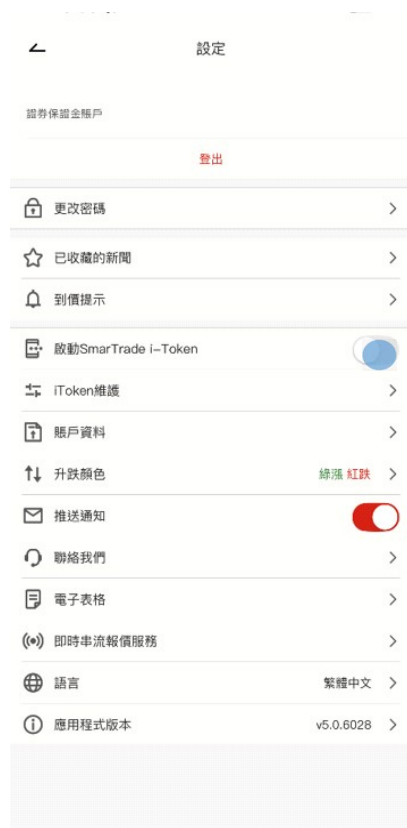 設定
證券保證金賬戶
登出
更改密碼
已收藏的新聞
到價提示
啟動SmarTrade i-Token
iToken維護
賬戶資料
升跌顏色 綠漲 紅跌
推送通知
聯絡我們
電子表格
即時串流報價服務
語言 繁體中文
應用程式版本 v5.0.6028